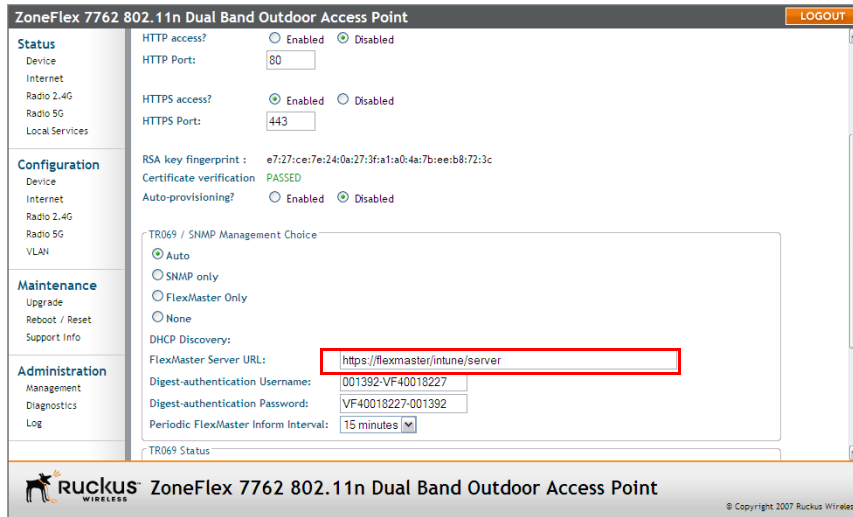 ZoneFlex 7762 802.11n Dual Band Outdoor Access Point
LOGOUT
Status
Device
Internet
Radio 2.4G
Radio 5G
Local Services
Configuration
Device
Internet
Radio 2.4G
Radio 5G
VLAN
Maintenance
Upgrade
Reboot / Reset
Support Info
Administration
Management
Diagnostics
Log
HTTP access? Enabled Disabled
HTTP Port: 80
HTTPS access? Enabled Disabled
HTTPS Port: 443
RSA key fingerprint : e7:27:ce:7e:24:0a:27:3f:a1:a0:4a:7b:ee:b8:72:3c
Certificate verification PASSED
Auto-provisioning? Enabled Disabled
TR069 / SNMP Management Choice
Auto
SNMP only
FlexMaster Only
None
DHCP Discovery:
FlexMaster Server URL: https://flexmaster/intune/server
Digest-authentication Username: 001392-VF40018227
Digest-authentication Password: VF40018227-001392
Periodic FlexMaster Inform Interval: 15 minutes
TR069 Status
RUCKUS WIRELESS ZoneFlex 7762 802.11n Dual Band Outdoor Access Point
© Copyright 2007 Ruckus Wireles